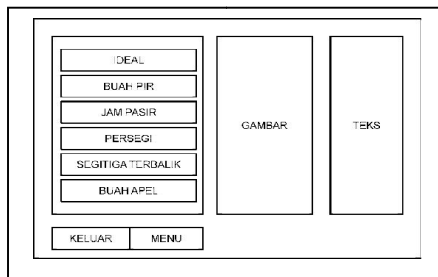 IDEAL
BUAH PIR
JAM PASIR
PERSEGI
SEGITIGA TERBALIK
BUAH APEL
GAMBAR
TEKS
KELUAR
MENU